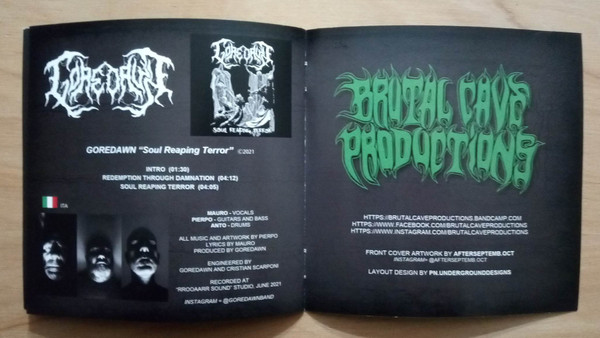 GOREDAWN
GOREDAWN
SOUL REAPING TERROR
GOREDAWN "Soul Reaping Terror" ©2021
INTRO (01:30)
REDEMPTION THROUGH DAMNATION (04:12)
SOUL REAPING TERROR (04:05)
ITA
MAURO - VOCALS
PIERPO - GUITARS AND BASS
ANTO - DRUMS
ALL MUSIC AND ARTWORK BY PIERPO
LYRICS BY MAURO
PRODUCED BY GOREDAWN
ENGINEERED BY
GOREDAWN AND CRISTIAN SCARFONI
RECORDED AT
"RROOAARR SOUND" STUDIO, JUNE 2021
INSTAGRAM = @GOREDAWNBAND
BRUTAL CAVE
PRODUCTIONS
HTTPS://BRUTALCAVEPRODUCTIONS.BANDCAMP.COM
HTTPS://WWW.FACEBOOK.COM/BRUTALCAVEPRODUCTIONS
HTTPS://WWW.INSTAGRAM.COM/BRUTALCAVEPRODUCTIONS
FRONT COVER ARTWORK BY AFTERSEPTEMB.OCT
INSTAGRAM= @AFTERSEPTEMB.OCT
LAYOUT DESIGN BY PN.UNDERGROUNDDESIGNS